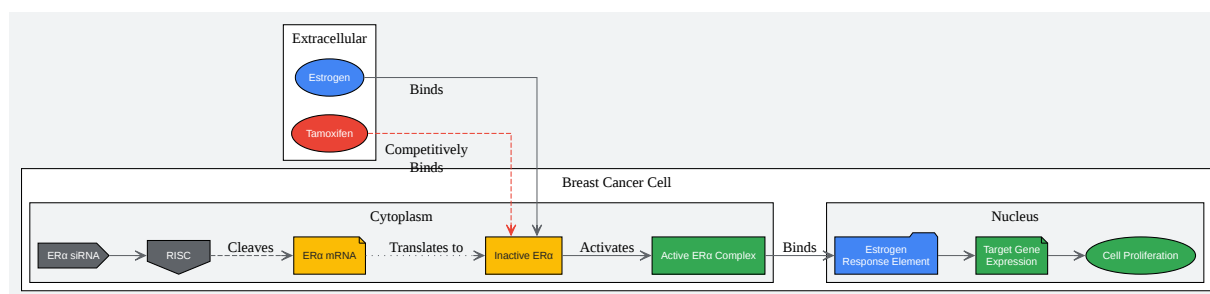 Extracellular
Estrogen
Binds
Tamoxifen
Competitively
Binds
Breast Cancer Cell
Cytoplasm
Nucleus
ERα siRNA
RISC
Cleaves
ERα mRNA
Translates to
Inactive ERα
Activates
Active ERα Complex
Binds
Estrogen
Response Element
Target Gene
Expression
Cell Proliferation